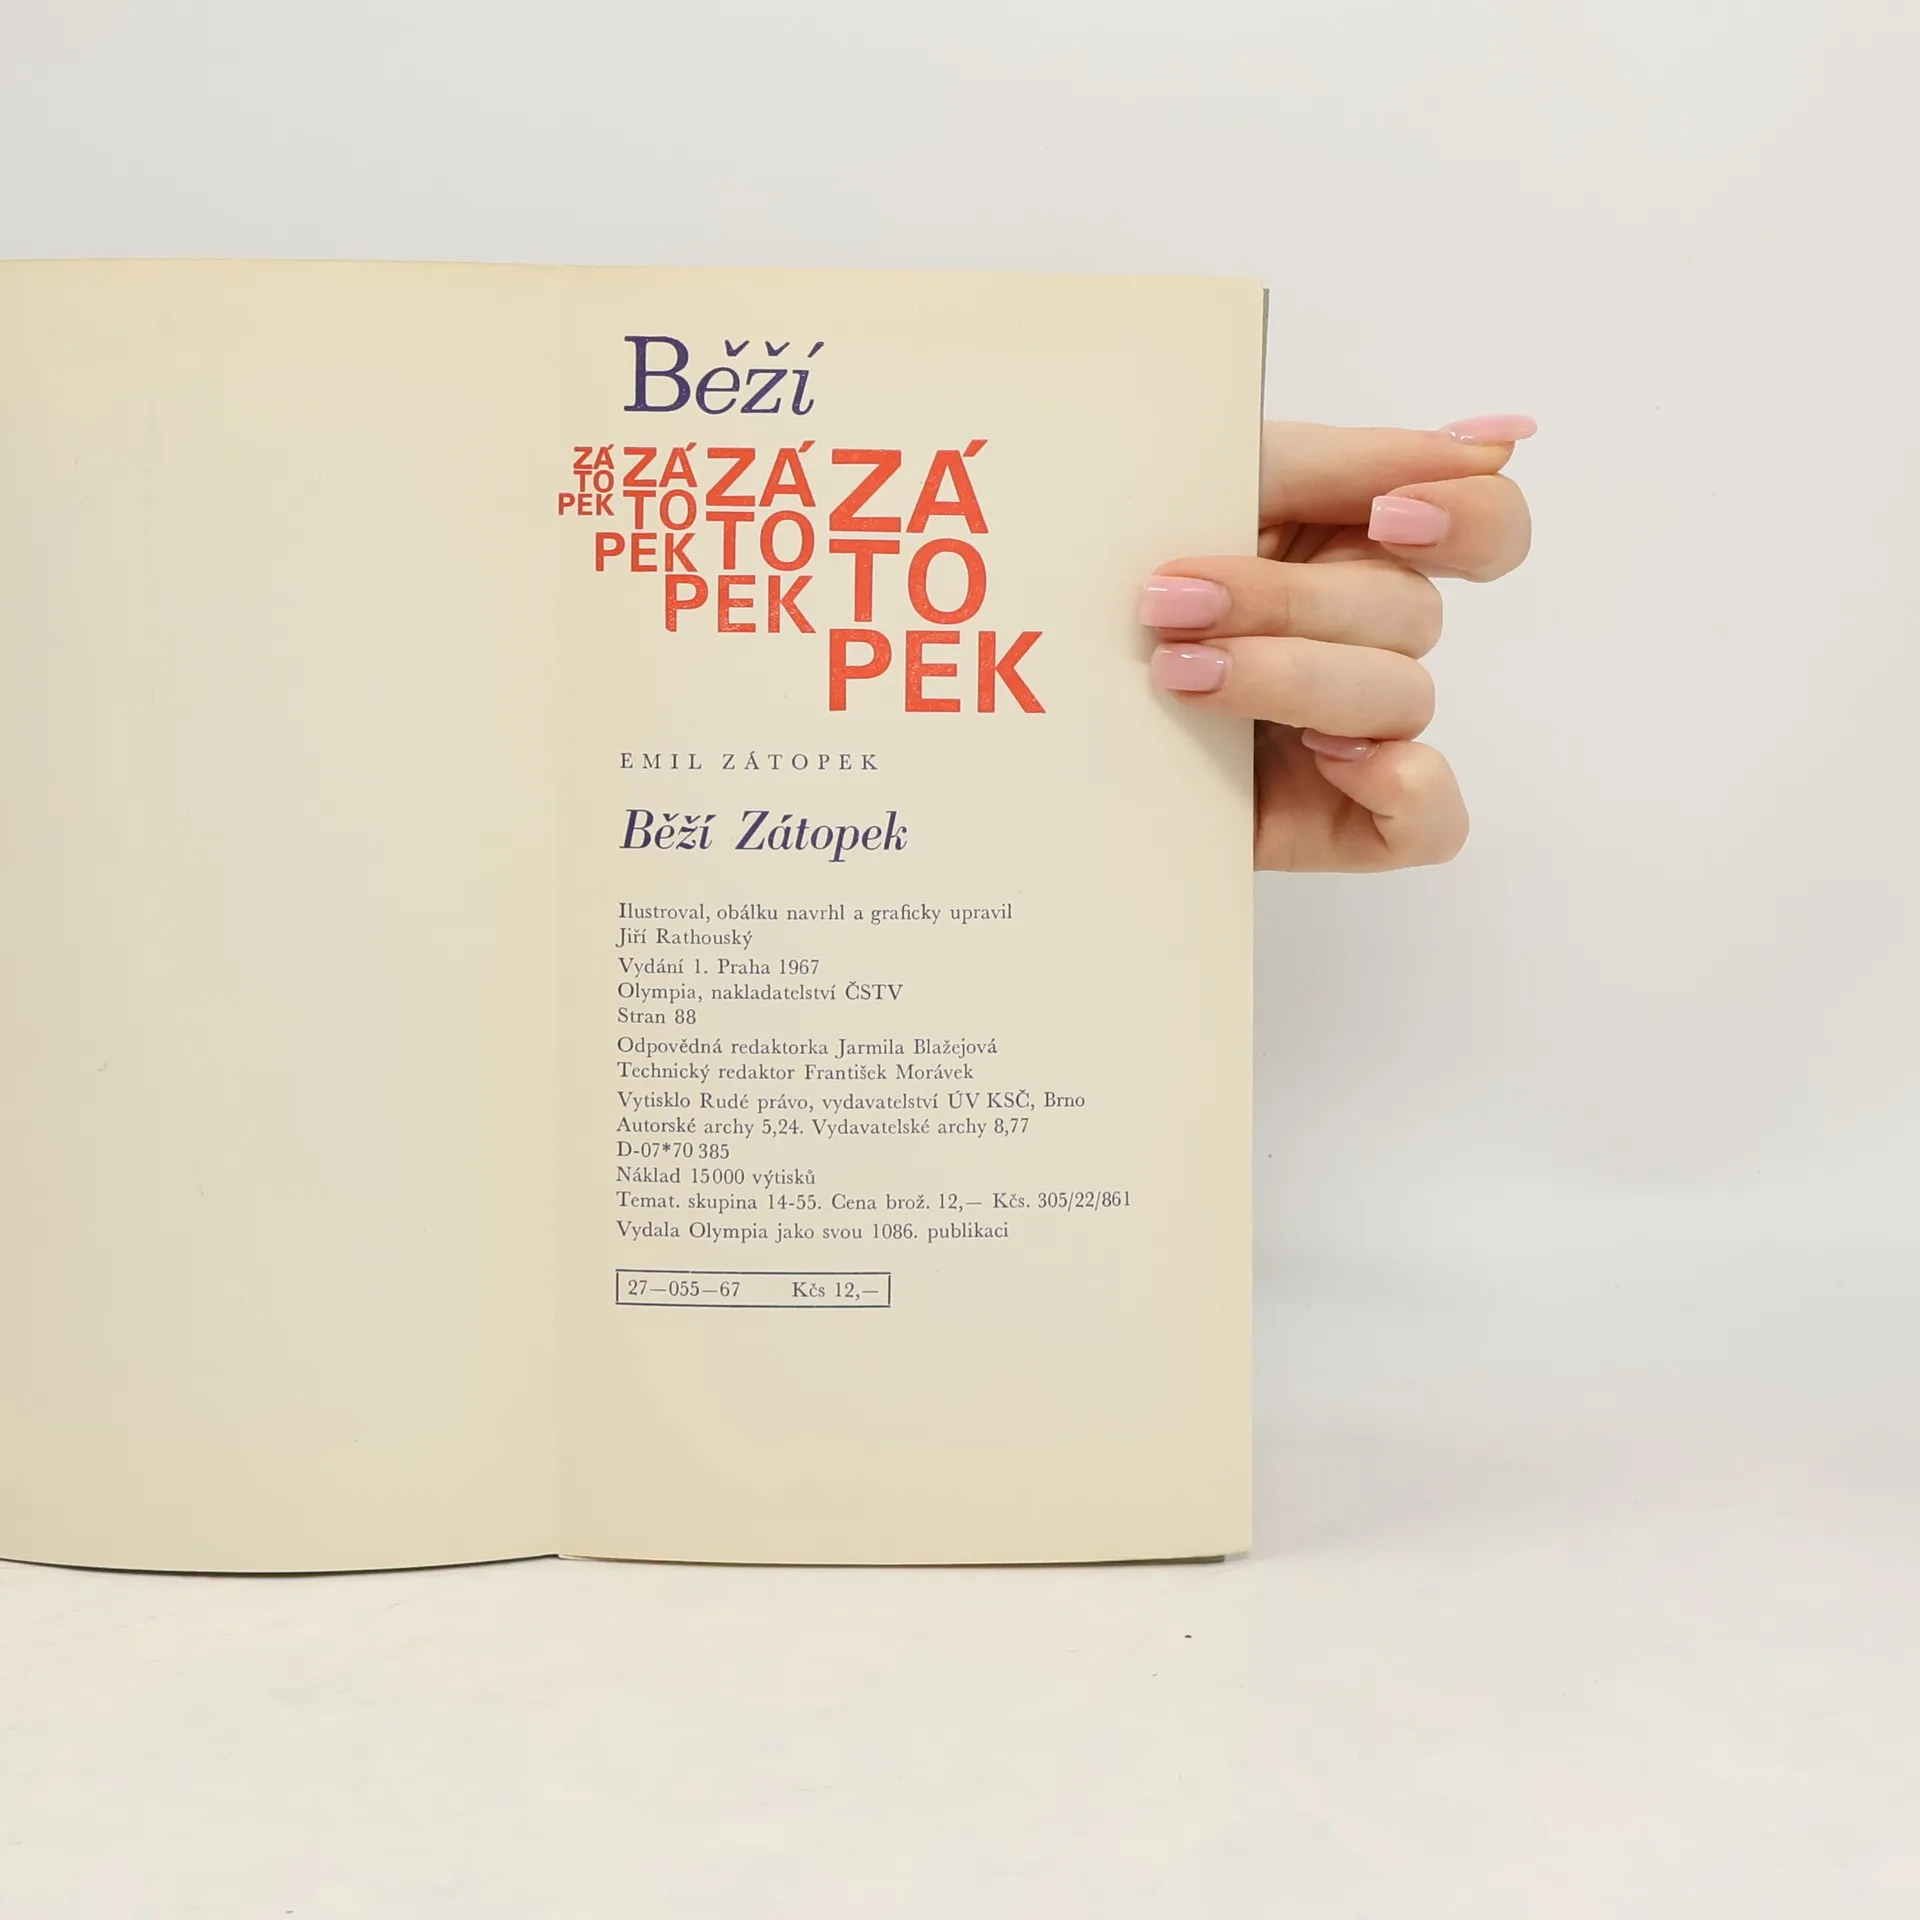 Běží
ZÁ ZÁ ZÁ ZÁ
TO TO TO TO
PEK PEK PEK PEK
EMIL ZÁTOPEK
Běží Zátopek
Ilustroval, obálku navrhl a graficky upravil
Jiří Rathouský
Vydání 1. Praha 1967
Olympia, nakladatelství ČSTV
Stran 88
Odpovědná redaktorka Jarmila Blažejová
Technický redaktor František Morávek
Vytisklo Rudé právo, vydavatelství ÚV KSČ, Brno
Autorské archy 5,24. Vydavatelské archy 8,77
D-07*70 385
Náklad 15000 výtisků
Temat. skupina 14-55. Cena brož. 12,— Kčs. 305/22/861
Vydala Olympia jako svou 1086. publikaci
27—055—67 Kčs 12,—